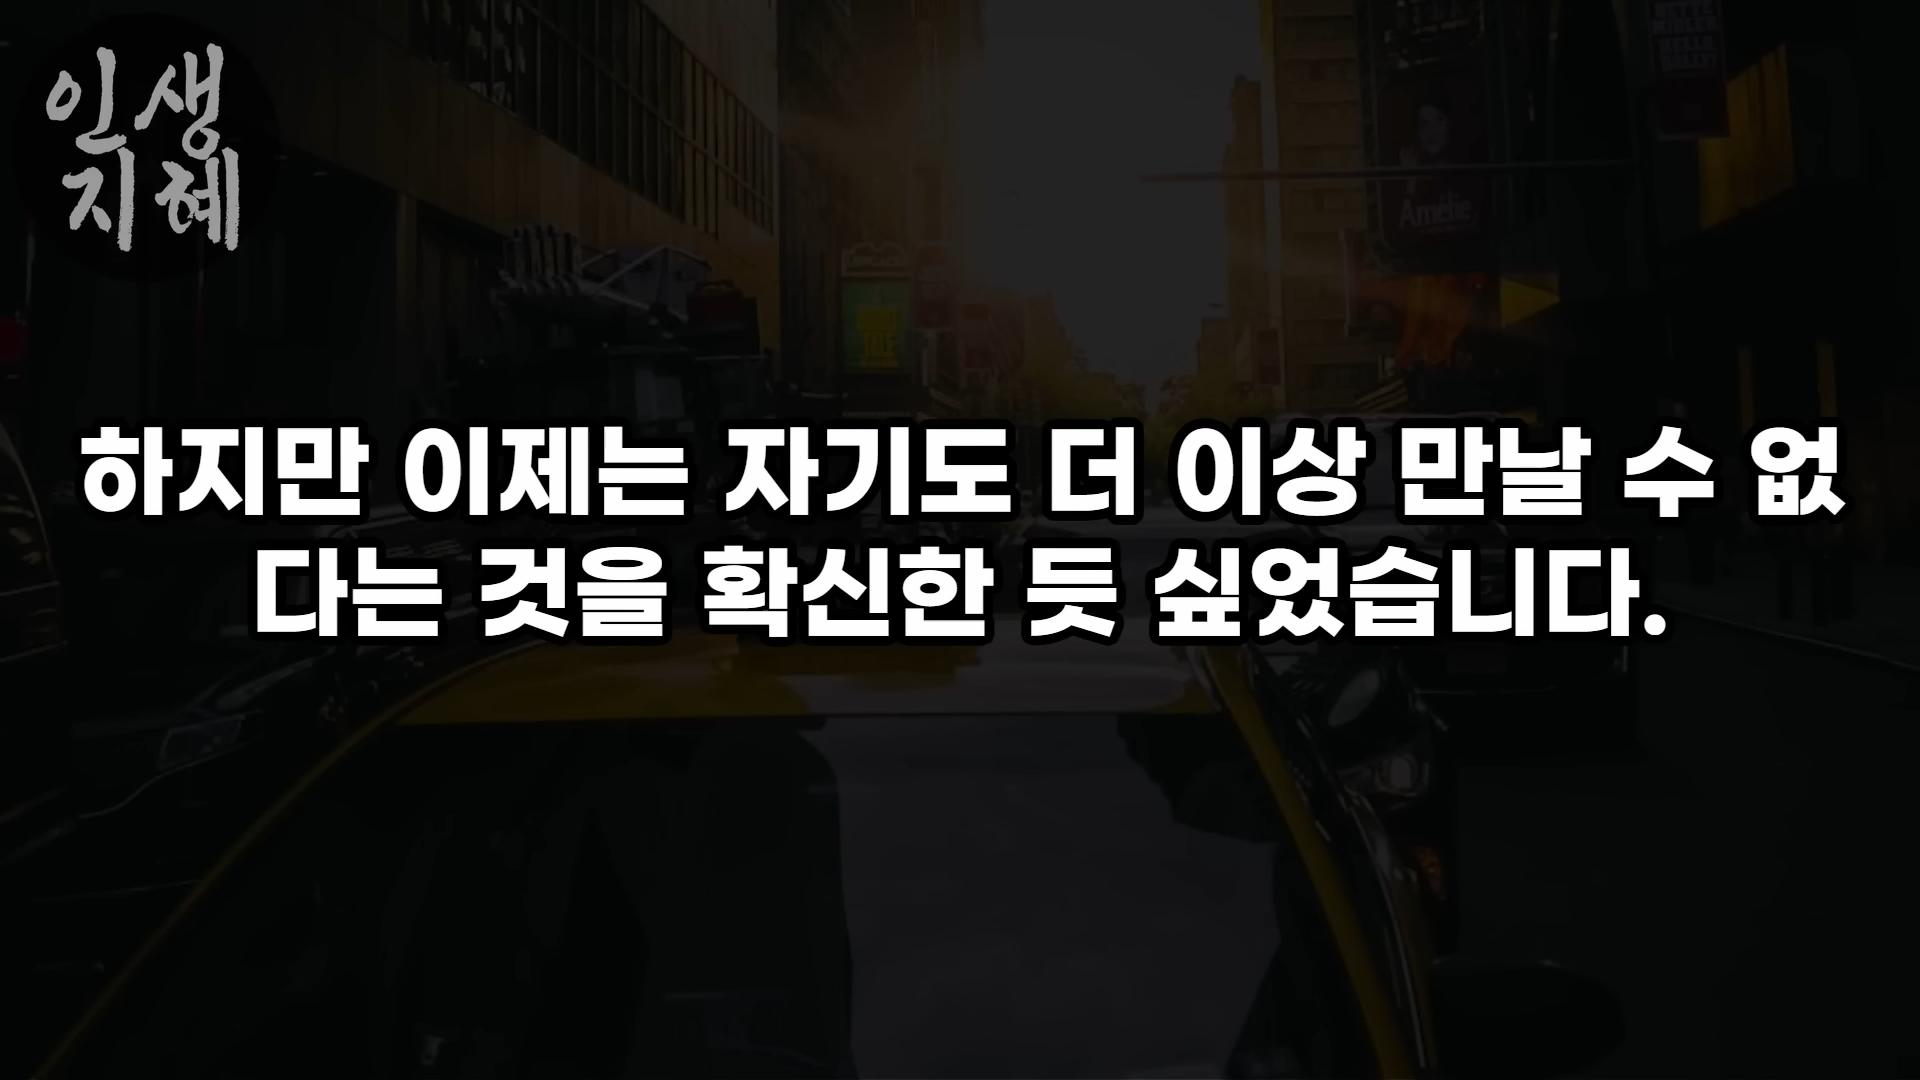 인생
지혜
Amélie
하지만 이제는 자기도 더 이상 만날 수 없
다는 것을 확신한 듯 싶었습니다.